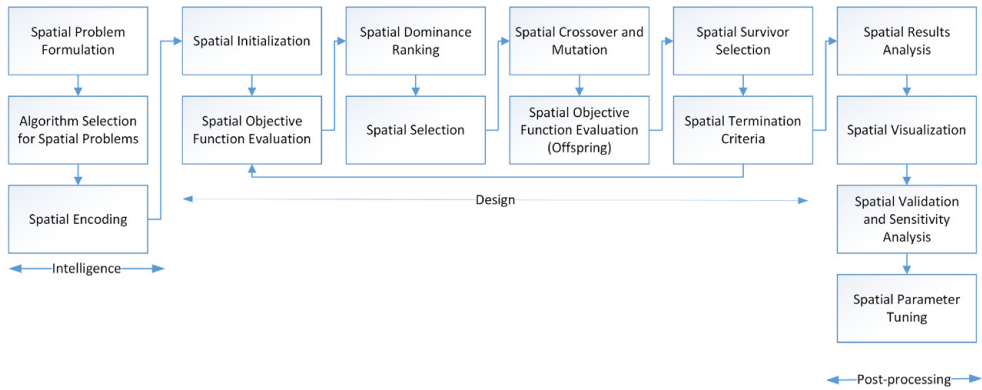 Spatial Problem
Formulation
Algorithm Selection
for Spatial Problems
Spatial Encoding
Intelligence
Spatial Initialization
Spatial Objective
Function Evaluation
Spatial Dominance
Ranking
Spatial Selection
Spatial Crossover and
Mutation
Spatial Objective
Function Evaluation
(Offspring)
Spatial Survivor
Selection
Spatial Termination
Criteria
Design
Spatial Results
Analysis
Spatial Visualization
Spatial Validation
and Sensitivity
Analysis
Spatial Parameter
Tuning
Post-processing